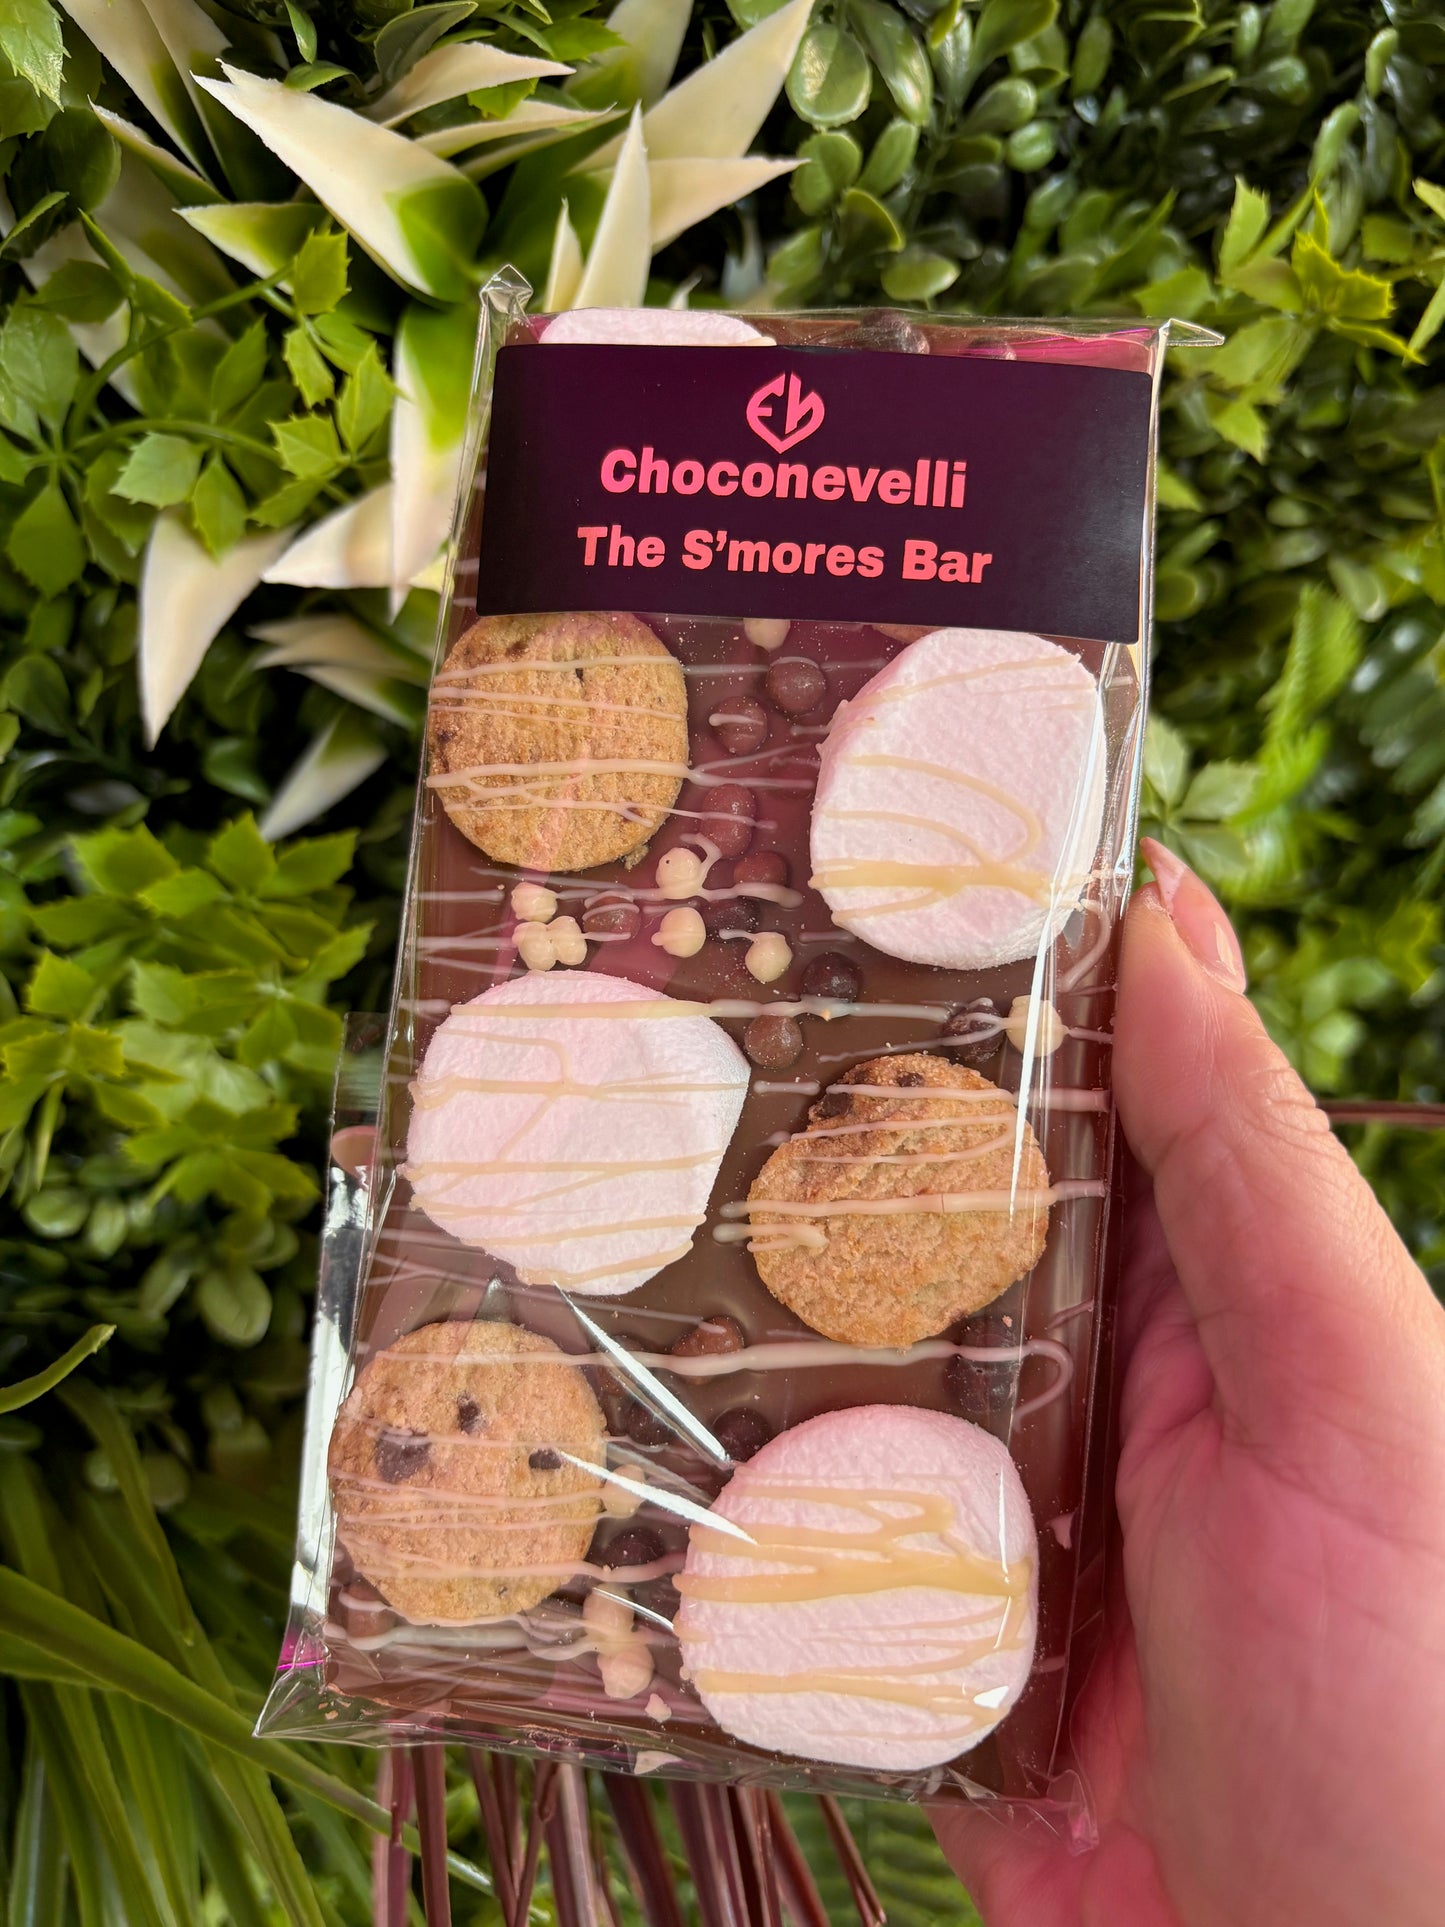 Choconevelli
The S'mores Bar